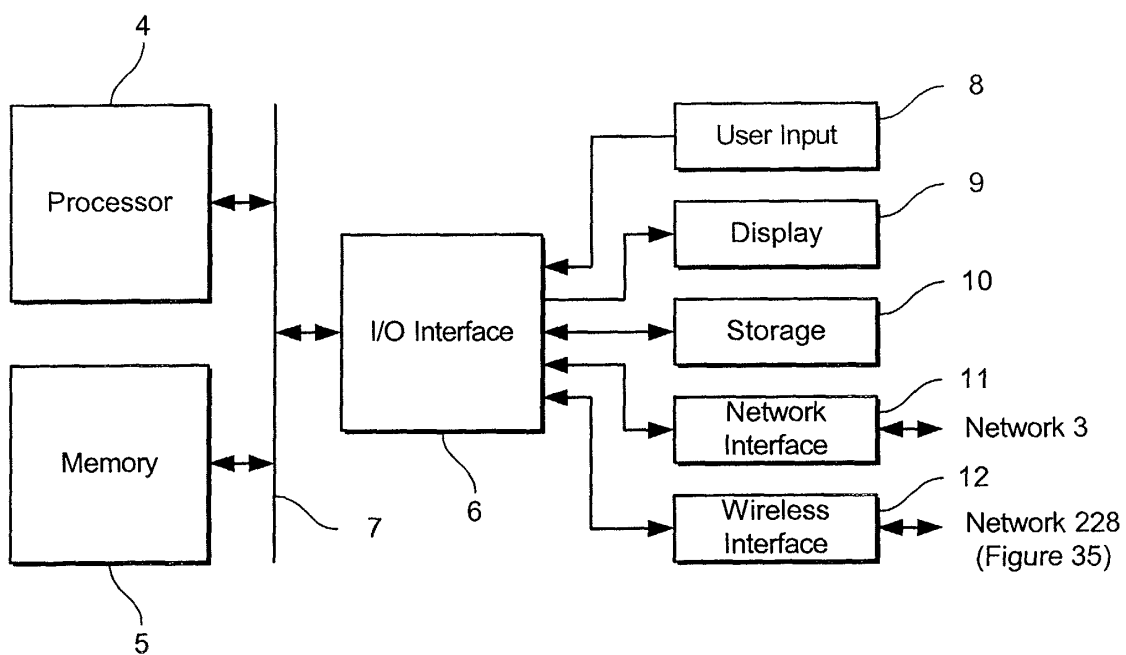 4
Processor
Memory
5
7
I/O Interface
6
User Input
8
Display
9
Storage
10
Network
Interface
11
Network 3
Wireless
Interface
12
Network 228
(Figure 35)